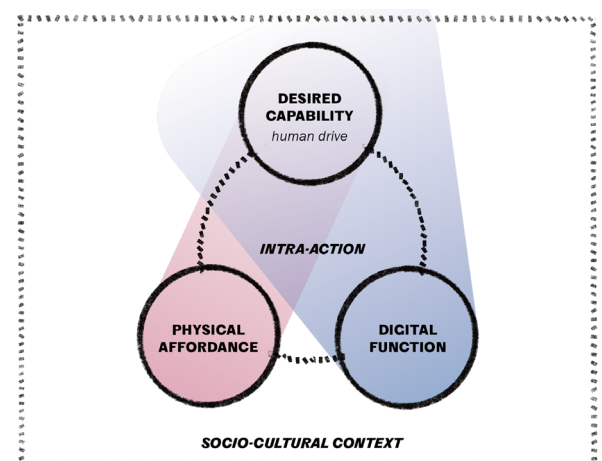 DESIRED
CAPABILITY
human drive
INTRA-ACTION
PHYSICAL
AFFORDANCE
DIGITAL
FUNCTION
SOCIO-CULTURAL CONTEXT